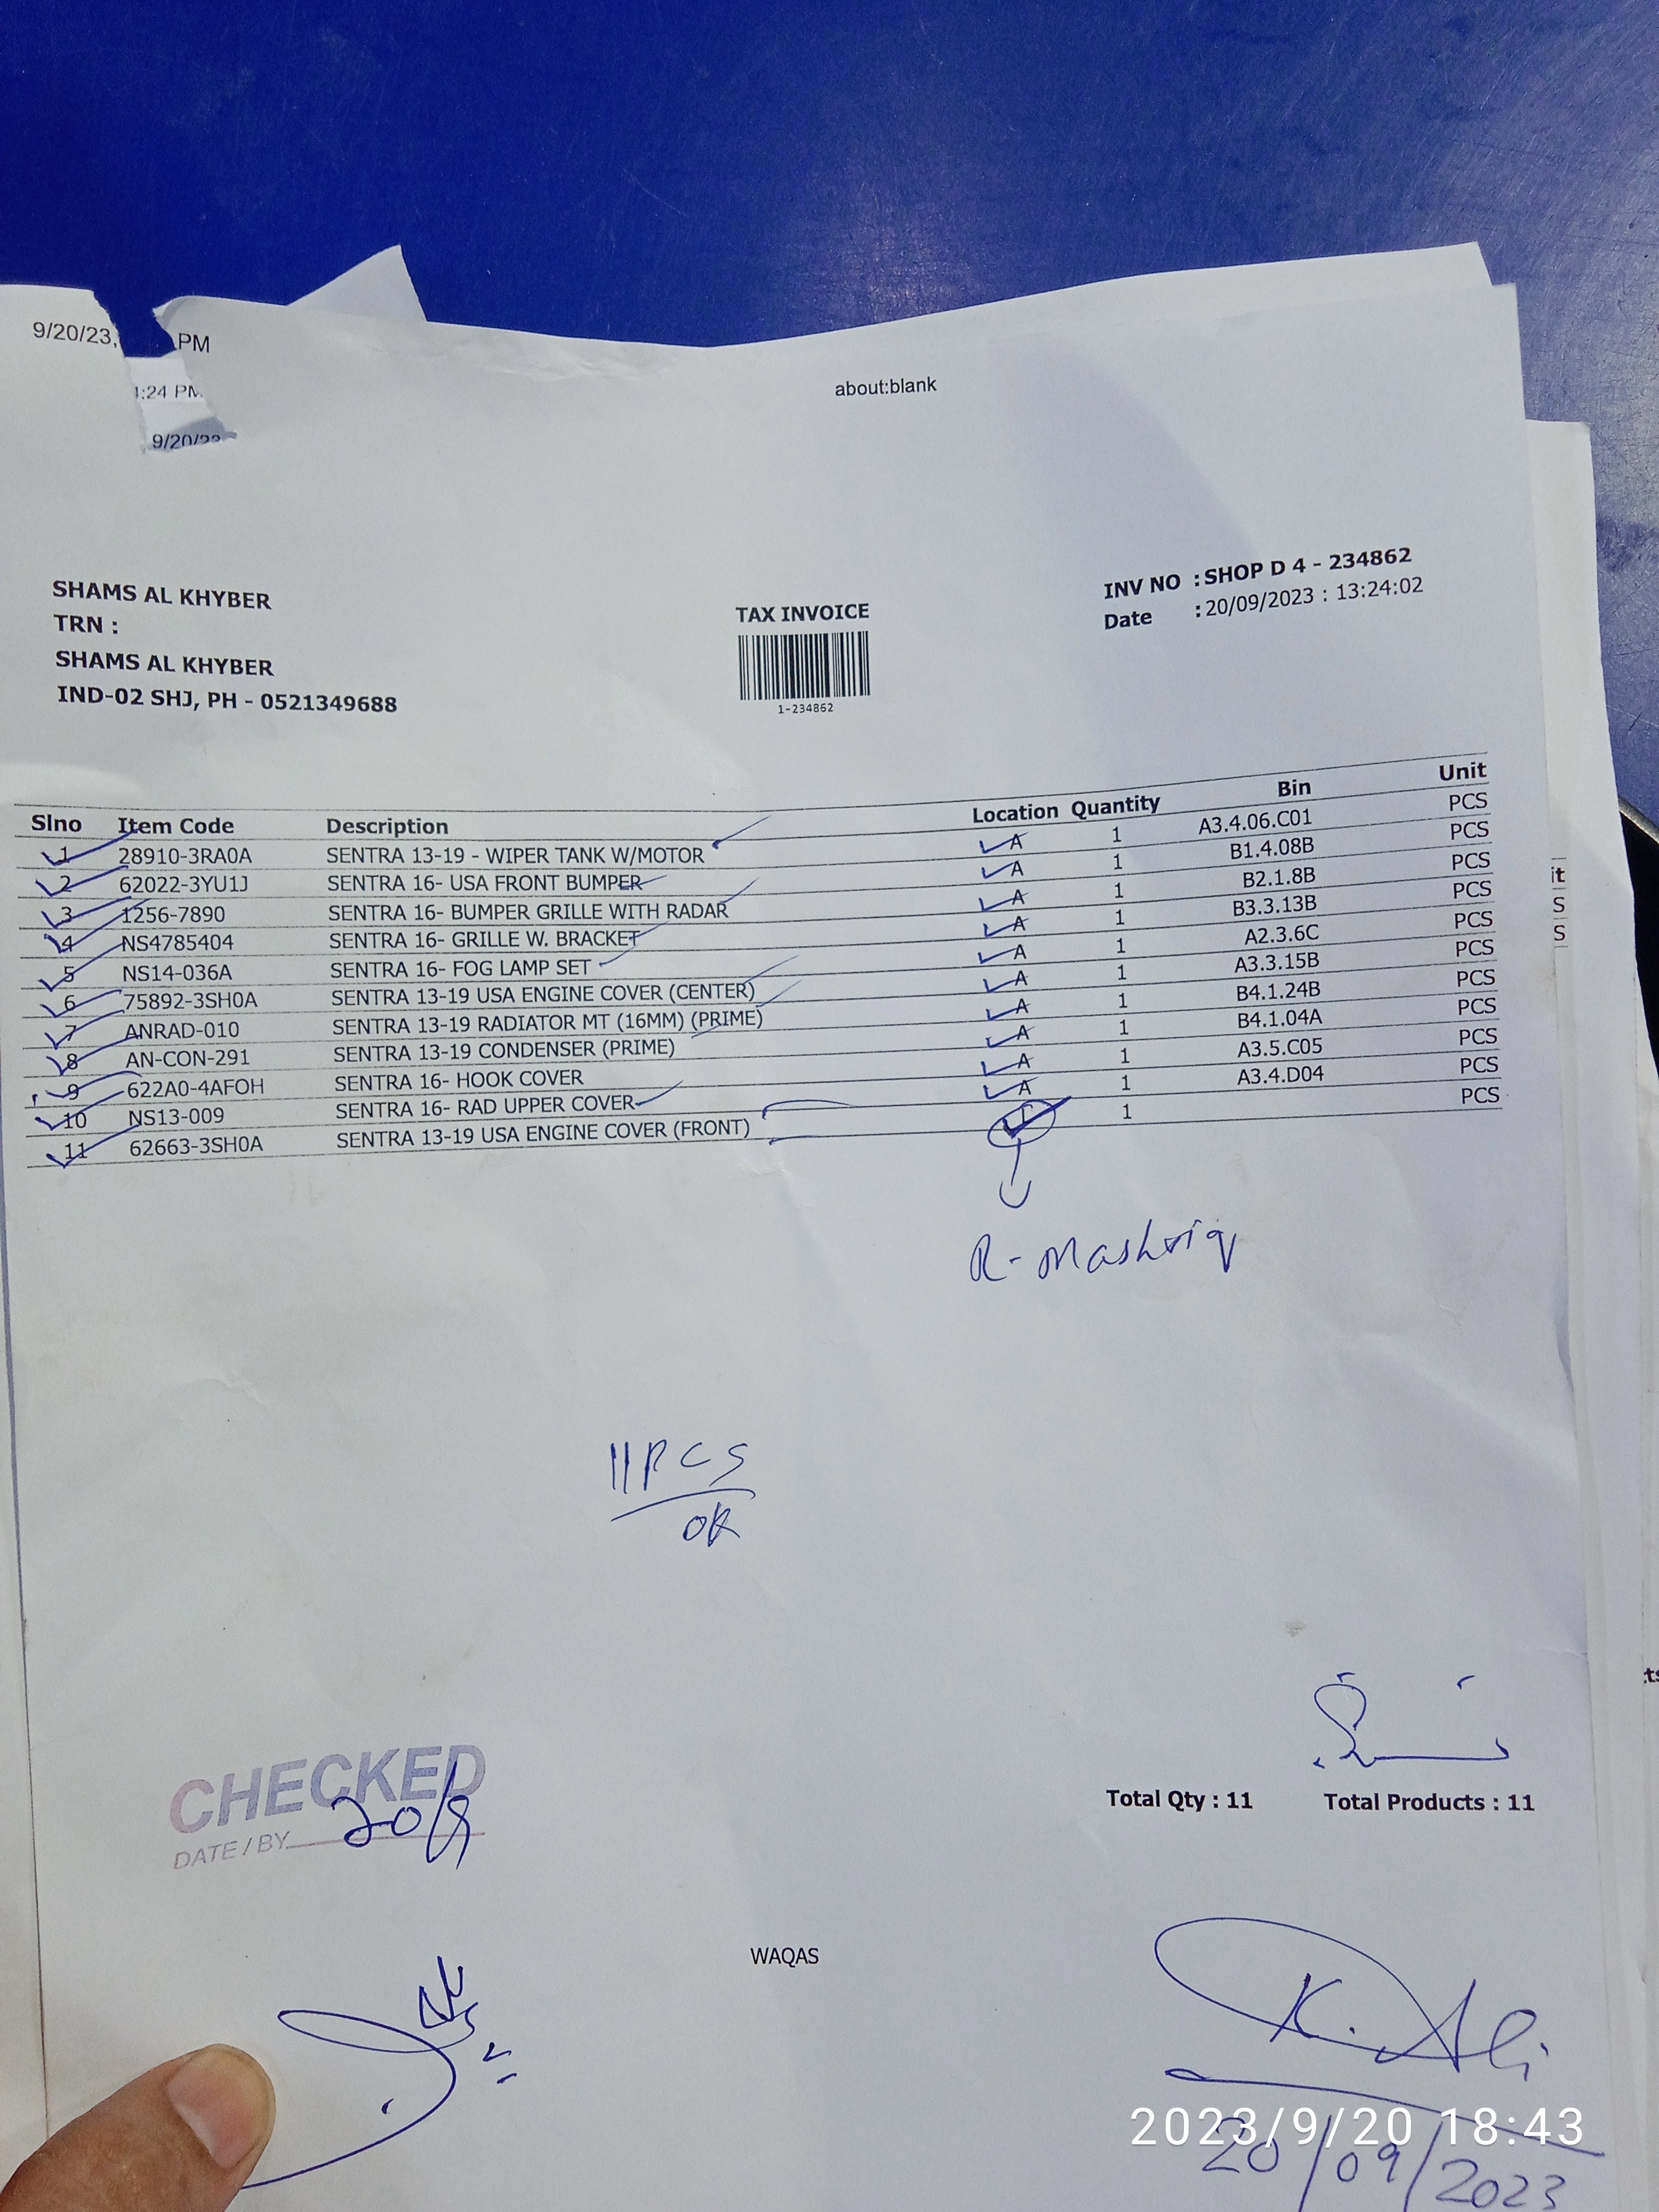 9/20/23, PM
:24 PM
9/20/23
about:blank
SHAMS AL KHYBER
TRN :
SHAMS AL KHYBER
IND-02 SHJ, PH - 0521349688
TAX INVOICE
1-234862
INV NO : SHOP D 4 - 234862
Date : 20/09/2023 : 13:24:02
Slno Item Code Description Location Quantity Bin Unit
1 28910-3RA0A SENTRA 13-19 - WIPER TANK W/MOTOR A 1 A3.4.06.C01 PCS
2 62022-3YU1J SENTRA 16- USA FRONT BUMPER A 1 B1.4.08B PCS
3 1256-7890 SENTRA 16- BUMPER GRILLE WITH RADAR A 1 B2.1.8B PCS
4 NS4785404 SENTRA 16- GRILLE W. BRACKET A 1 B3.3.13B PCS
5 NS14-036A SENTRA 16- FOG LAMP SET A 1 A2.3.6C PCS
6 75892-3SH0A SENTRA 13-19 USA ENGINE COVER (CENTER) A 1 A3.3.15B PCS
7 ANRAD-010 SENTRA 13-19 RADIATOR MT (16MM) (PRIME) A 1 B4.1.24B PCS
8 AN-CON-291 SENTRA 13-19 CONDENSER (PRIME) A 1 B4.1.04A PCS
9 622A0-4AFOH SENTRA 16- HOOK COVER A 1 A3.5.C05 PCS
10 NS13-009 SENTRA 16- RAD UPPER COVER A 1 A3.4.D04 PCS
11 62663-3SH0A SENTRA 13-19 USA ENGINE COVER (FRONT) 1 PCS
it
S
S
R-Mashriq
11 PCS
OK
CHECKED
DATE / BY 20/9
Total Qty : 11 Total Products : 11
WAQAS
K. Ali
20/09/2023
2023/9/20 18:43